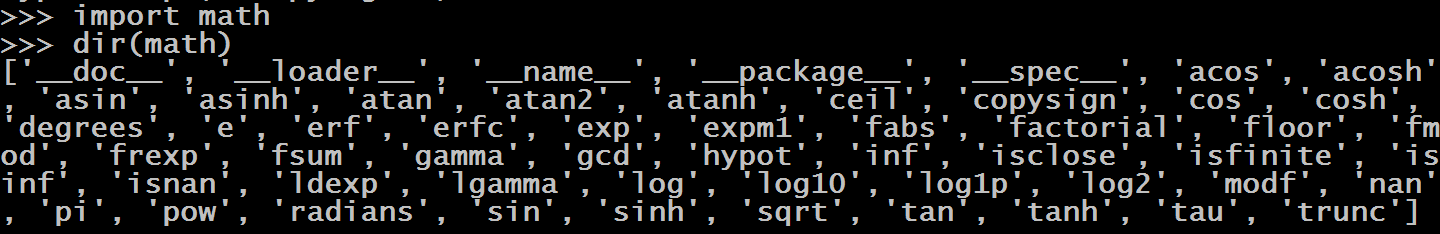 >>> import math
>>> dir(math)
['__doc__', '__loader__', '__name__', '__package__', '__spec__', 'acos', 'acosh'
, 'asin', 'asinh', 'atan', 'atan2', 'atanh', 'ceil', 'copysign', 'cos', 'cosh',
'degrees', 'e', 'erf', 'erfc', 'exp', 'expm1', 'fabs', 'factorial', 'floor', 'fm
od', 'frexp', 'fsum', 'gamma', 'gcd', 'hypot', 'inf', 'isclose', 'isfinite', 'is
inf', 'isnan', 'ldexp', 'lgamma', 'log', 'log10', 'log1p', 'log2', 'modf', 'nan'
, 'pi', 'pow', 'radians', 'sin', 'sinh', 'sqrt', 'tan', 'tanh', 'tau', 'trunc']